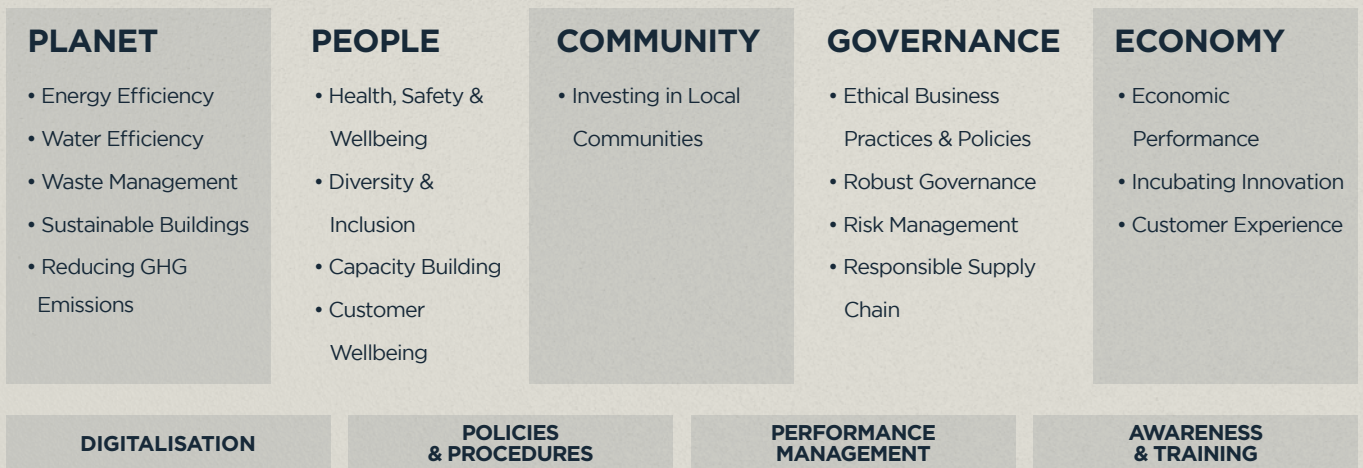 PLANET
• Energy Efficiency
• Water Efficiency
• Waste Management
• Sustainable Buildings
• Reducing GHG
Emissions
PEOPLE
• Health, Safety &
Wellbeing
• Diversity &
Inclusion
• Capacity Building
• Customer
Wellbeing
COMMUNITY
• Investing in Local
Communities
GOVERNANCE
• Ethical Business
Practices & Policies
• Robust Governance
• Risk Management
• Responsible Supply
Chain
ECONOMY
• Economic
Performance
• Incubating Innovation
• Customer Experience
DIGITALISATION
POLICIES
& PROCEDURES
PERFORMANCE
MANAGEMENT
AWARENESS
& TRAINING